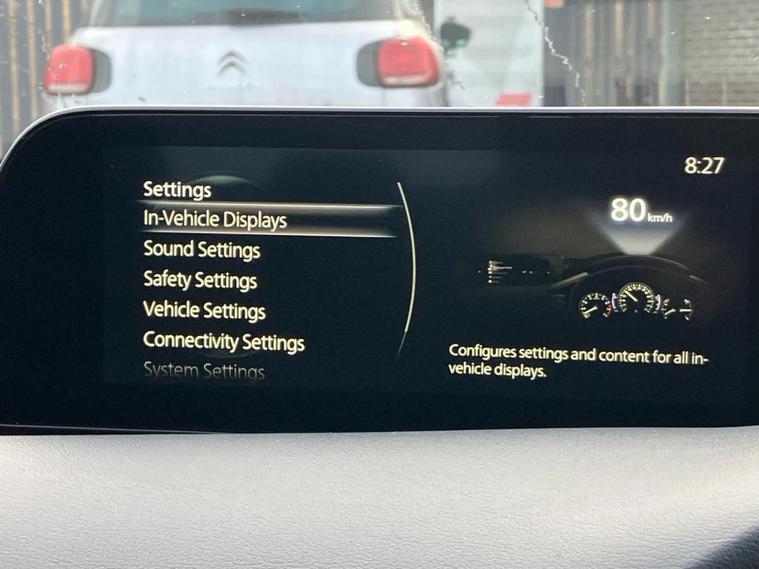 8:27
Settings
In-Vehicle Displays
Sound Settings
Safety Settings
Vehicle Settings
Connectivity Settings
System Settings
80 km/h
Configures settings and content for all in-
vehicle displays.